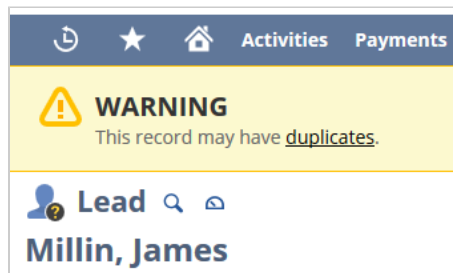 Activities Payments
WARNING
This record may have duplicates.
Lead
Millin, James